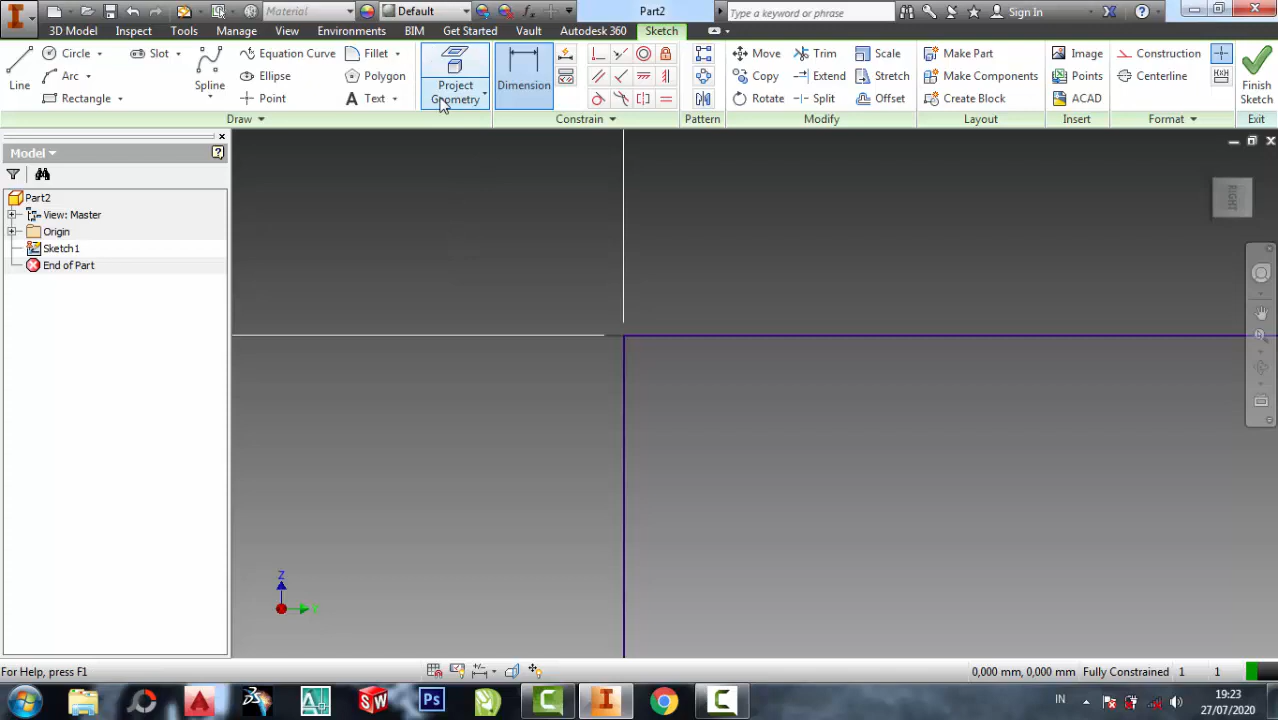 Material
Default
fx
Part2
Type a keyword or phrase
Sign In
Inspect Tools Manage View Environments BIM Get Started Vault Autodesk 360 Sketch
Circle Slot Equation Curve Fillet Move Trim Scale Make Part Image Construction
Line Arc Spline Ellipse Polygon Project Geometry Dimension Copy Extend Stretch Make Components Points Centerline Finish Sketch
Rectangle Point Text Rotate Split Offset Create Block ACAD
Draw Constrain Pattern Modify Layout Insert Format Exit
3D Model
Model
Part2
View: Master
Origin
Sketch1
End of Part
RIGHT
Z
For Help, press F1
0,000 mm, 0,000 mm Fully Constrained 1 1
SW
Ps
IN
19:23
27/07/2020